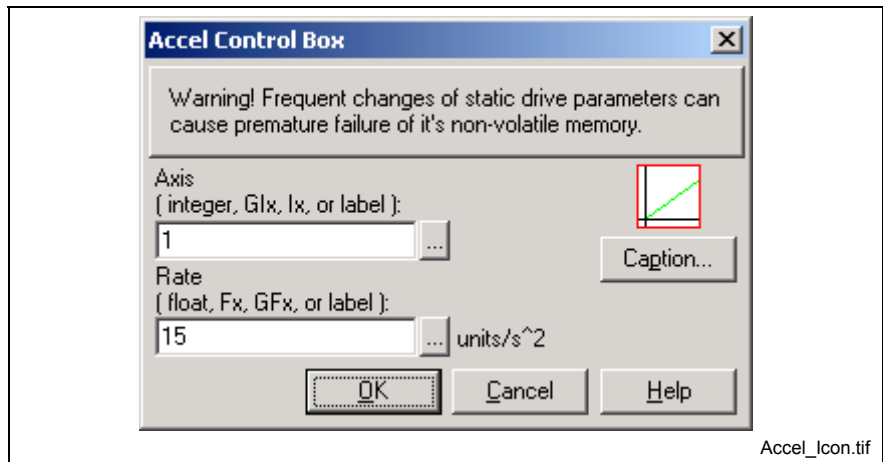 Accel Control Box
Warning! Frequent changes of static drive parameters can
cause premature failure of it's non-volatile memory.
Axis
( integer, GIx, Ix, or label ):
1
...
Caption...
Rate
( float, Fx, GFx, or label ):
15
...
units/s^2
OK
Cancel
Help
Accel_Icon.tif